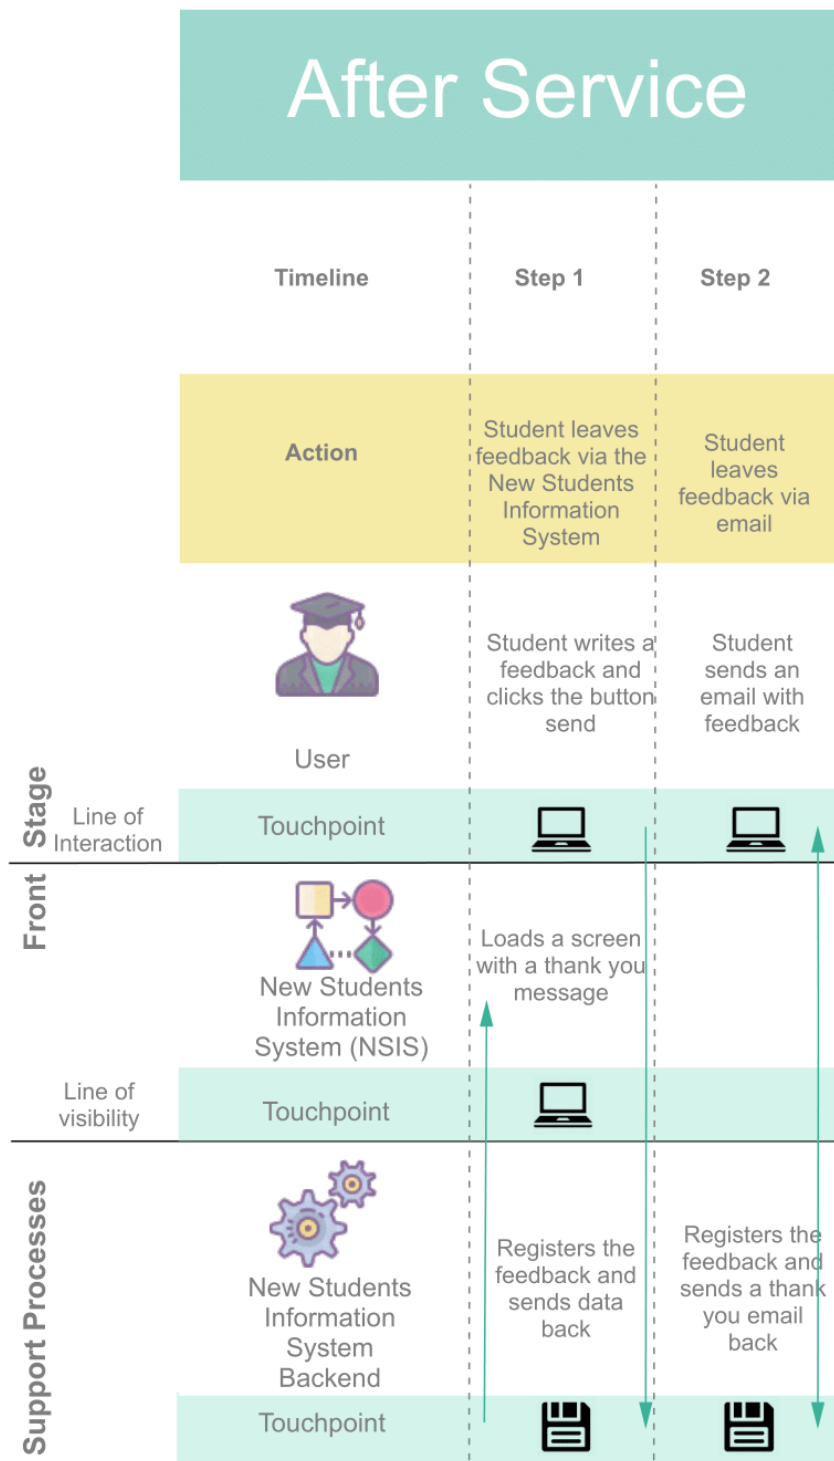 After Service
Timeline
Step 1
Step 2
Action
Student leaves
feedback via the
New Students
Information
System
Student
leaves
feedback via
email
User
Student writes a
feedback and
clicks the button
send
Student
sends an
email with
feedback
Front Stage
Line of
Interaction
Touchpoint
New Students
Information
System (NSIS)
Loads a screen
with a thank you
message
Line of
visibility
Touchpoint
Support Processes
New Students
Information
System
Backend
Registers the
feedback and
sends data
back
Registers the
feedback and
sends a thank
you email
back
Touchpoint